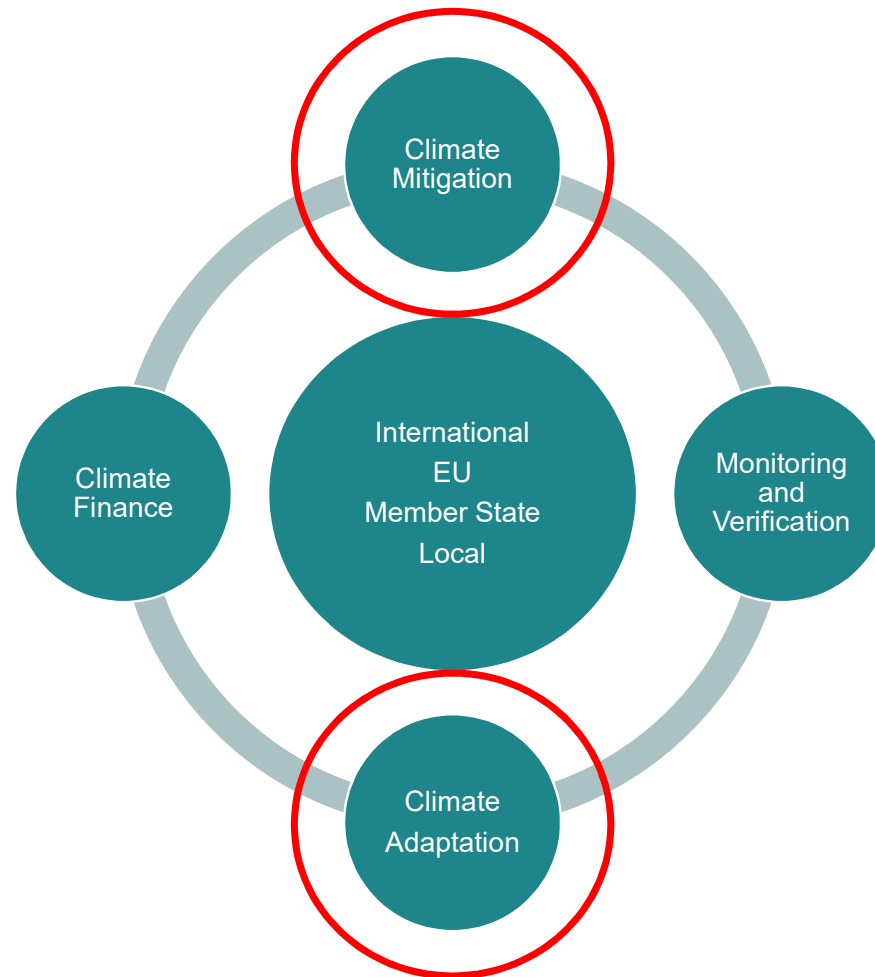 Climate
Mitigation
Climate
Finance
International
EU
Member State
Local
Monitoring
and
Verification
Climate
Adaptation